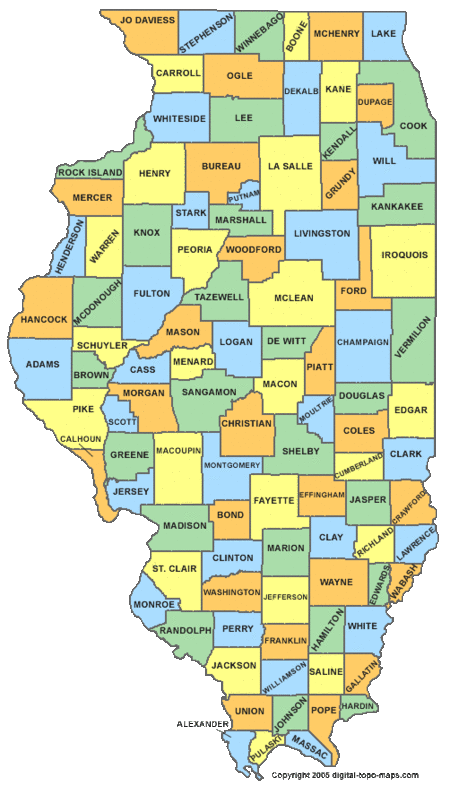 JO DAVIESS
STEPHENSON
WINNEBAGO
BOONE
MCHENRY
LAKE
CARROLL
OGLE
DEKALB
KANE
DUPAGE
COOK
WHITESIDE
LEE
KENDALL
WILL
ROCK ISLAND
HENRY
BUREAU
LA SALLE
GRUNDY
MERCER
PUTNAM
KANKAKEE
STARK
MARSHALL
HENDERSON
WARREN
KNOX
PEORIA
WOODFORD
LIVINGSTON
IROQUOIS
FORD
MCDONOUGH
FULTON
TAZEWELL
MCLEAN
HANCOCK
MASON
SCHUYLER
LOGAN
DE WITT
CHAMPAIGN
VERMILION
ADAMS
CASS
MENARD
PIATT
BROWN
MACON
MORGAN
SANGAMON
DOUGLAS
PIKE
MOULTRIE
EDGAR
SCOTT
CHRISTIAN
COLES
CALHOUN
GREENE
MACOUPIN
MONTGOMERY
SHELBY
CUMBERLAND
CLARK
JERSEY
FAYETTE
EFFINGHAM
JASPER
CRAWFORD
MADISON
BOND
CLAY
RICHLAND
LAWRENCE
CLINTON
MARION
ST. CLAIR
WAYNE
EDWARDS
WABASH
WASHINGTON
JEFFERSON
MONROE
RANDOLPH
PERRY
HAMILTON
WHITE
FRANKLIN
JACKSON
WILLIAMSON
SALINE
GALLATIN
UNION
JOHNSON
POPE
HARDIN
ALEXANDER
PULASKI
MASSAC
Copyright 2005 digital-topo-maps.com